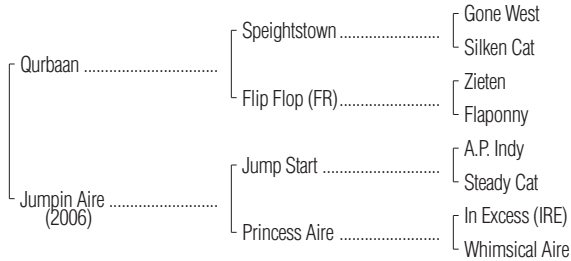 Gone West
Speightstown
Silken Cat
Qurbaan
Zieten
Flip Flop (FR)
Flaponny
A.P. Indy
Jump Start
Steady Cat
Jumpin Aire
(2006)
In Excess (IRE)
Princess Aire
Whimsical Aire